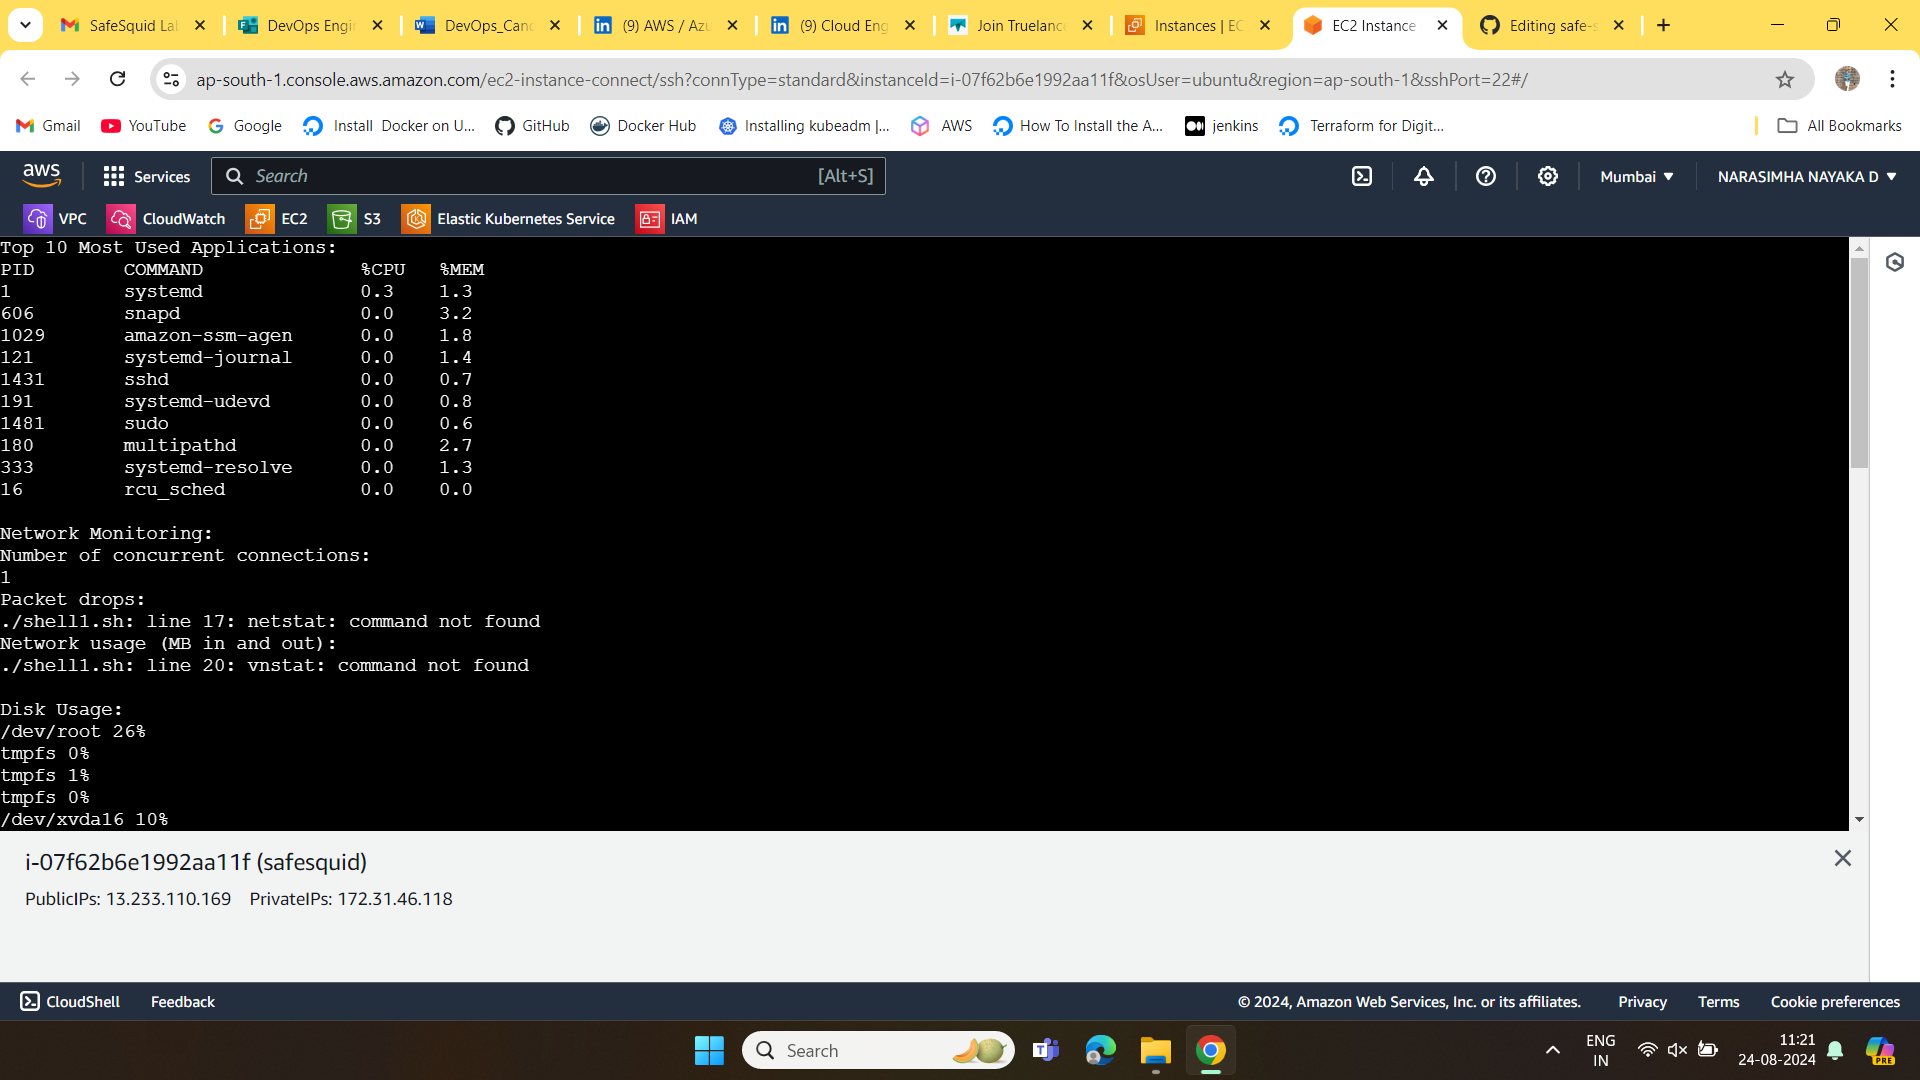 SafeSquid La
DevOps Engin
DevOps_Canc
(9) AWS / Azu
(9) Cloud Eng
Join Truelanc
Instances | EC
EC2 Instance
Editing safe-s
ap-south-1.console.aws.amazon.com/ec2-instance-connect/ssh?connType=standard&instanceId=i-07f62b6e1992aa11f&osUser=ubuntu&region=ap-south-1&sshPort=22#/
Gmail
YouTube
Google
Install Docker on U...
GitHub
Docker Hub
Installing kubeadm |...
AWS
How To Install the A...
jenkins
Terraform for Digit...
All Bookmarks
aws
Services
Search
[Alt+S]
Mumbai
NARASIMHA NAYAKA D
VPC
CloudWatch
EC2
S3
Elastic Kubernetes Service
IAM
Top 10 Most Used Applications:
PID COMMAND %CPU %MEM
1 systemd 0.3 1.3
606 snapd 0.0 3.2
1029 amazon-ssm-agen 0.0 1.8
121 systemd-journal 0.0 1.4
1431 sshd 0.0 0.7
191 systemd-udevd 0.0 0.8
1481 sudo 0.0 0.6
180 multipathd 0.0 2.7
333 systemd-resolve 0.0 1.3
16 rcu_sched 0.0 0.0
Network Monitoring:
Number of concurrent connections:
1
Packet drops:
./shell1.sh: line 17: netstat: command not found
Network usage (MB in and out):
./shell1.sh: line 20: vnstat: command not found
Disk Usage:
/dev/root 26%
tmpfs 0%
tmpfs 1%
tmpfs 0%
/dev/xvda16 10%
i-07f62b6e1992aa11f (safesquid)
PublicIPs: 13.233.110.169 PrivateIPs: 172.31.46.118
CloudShell
Feedback
© 2024, Amazon Web Services, Inc. or its affiliates.
Privacy
Terms
Cookie preferences
Search
ENG
IN
11:21
24-08-2024
PRE